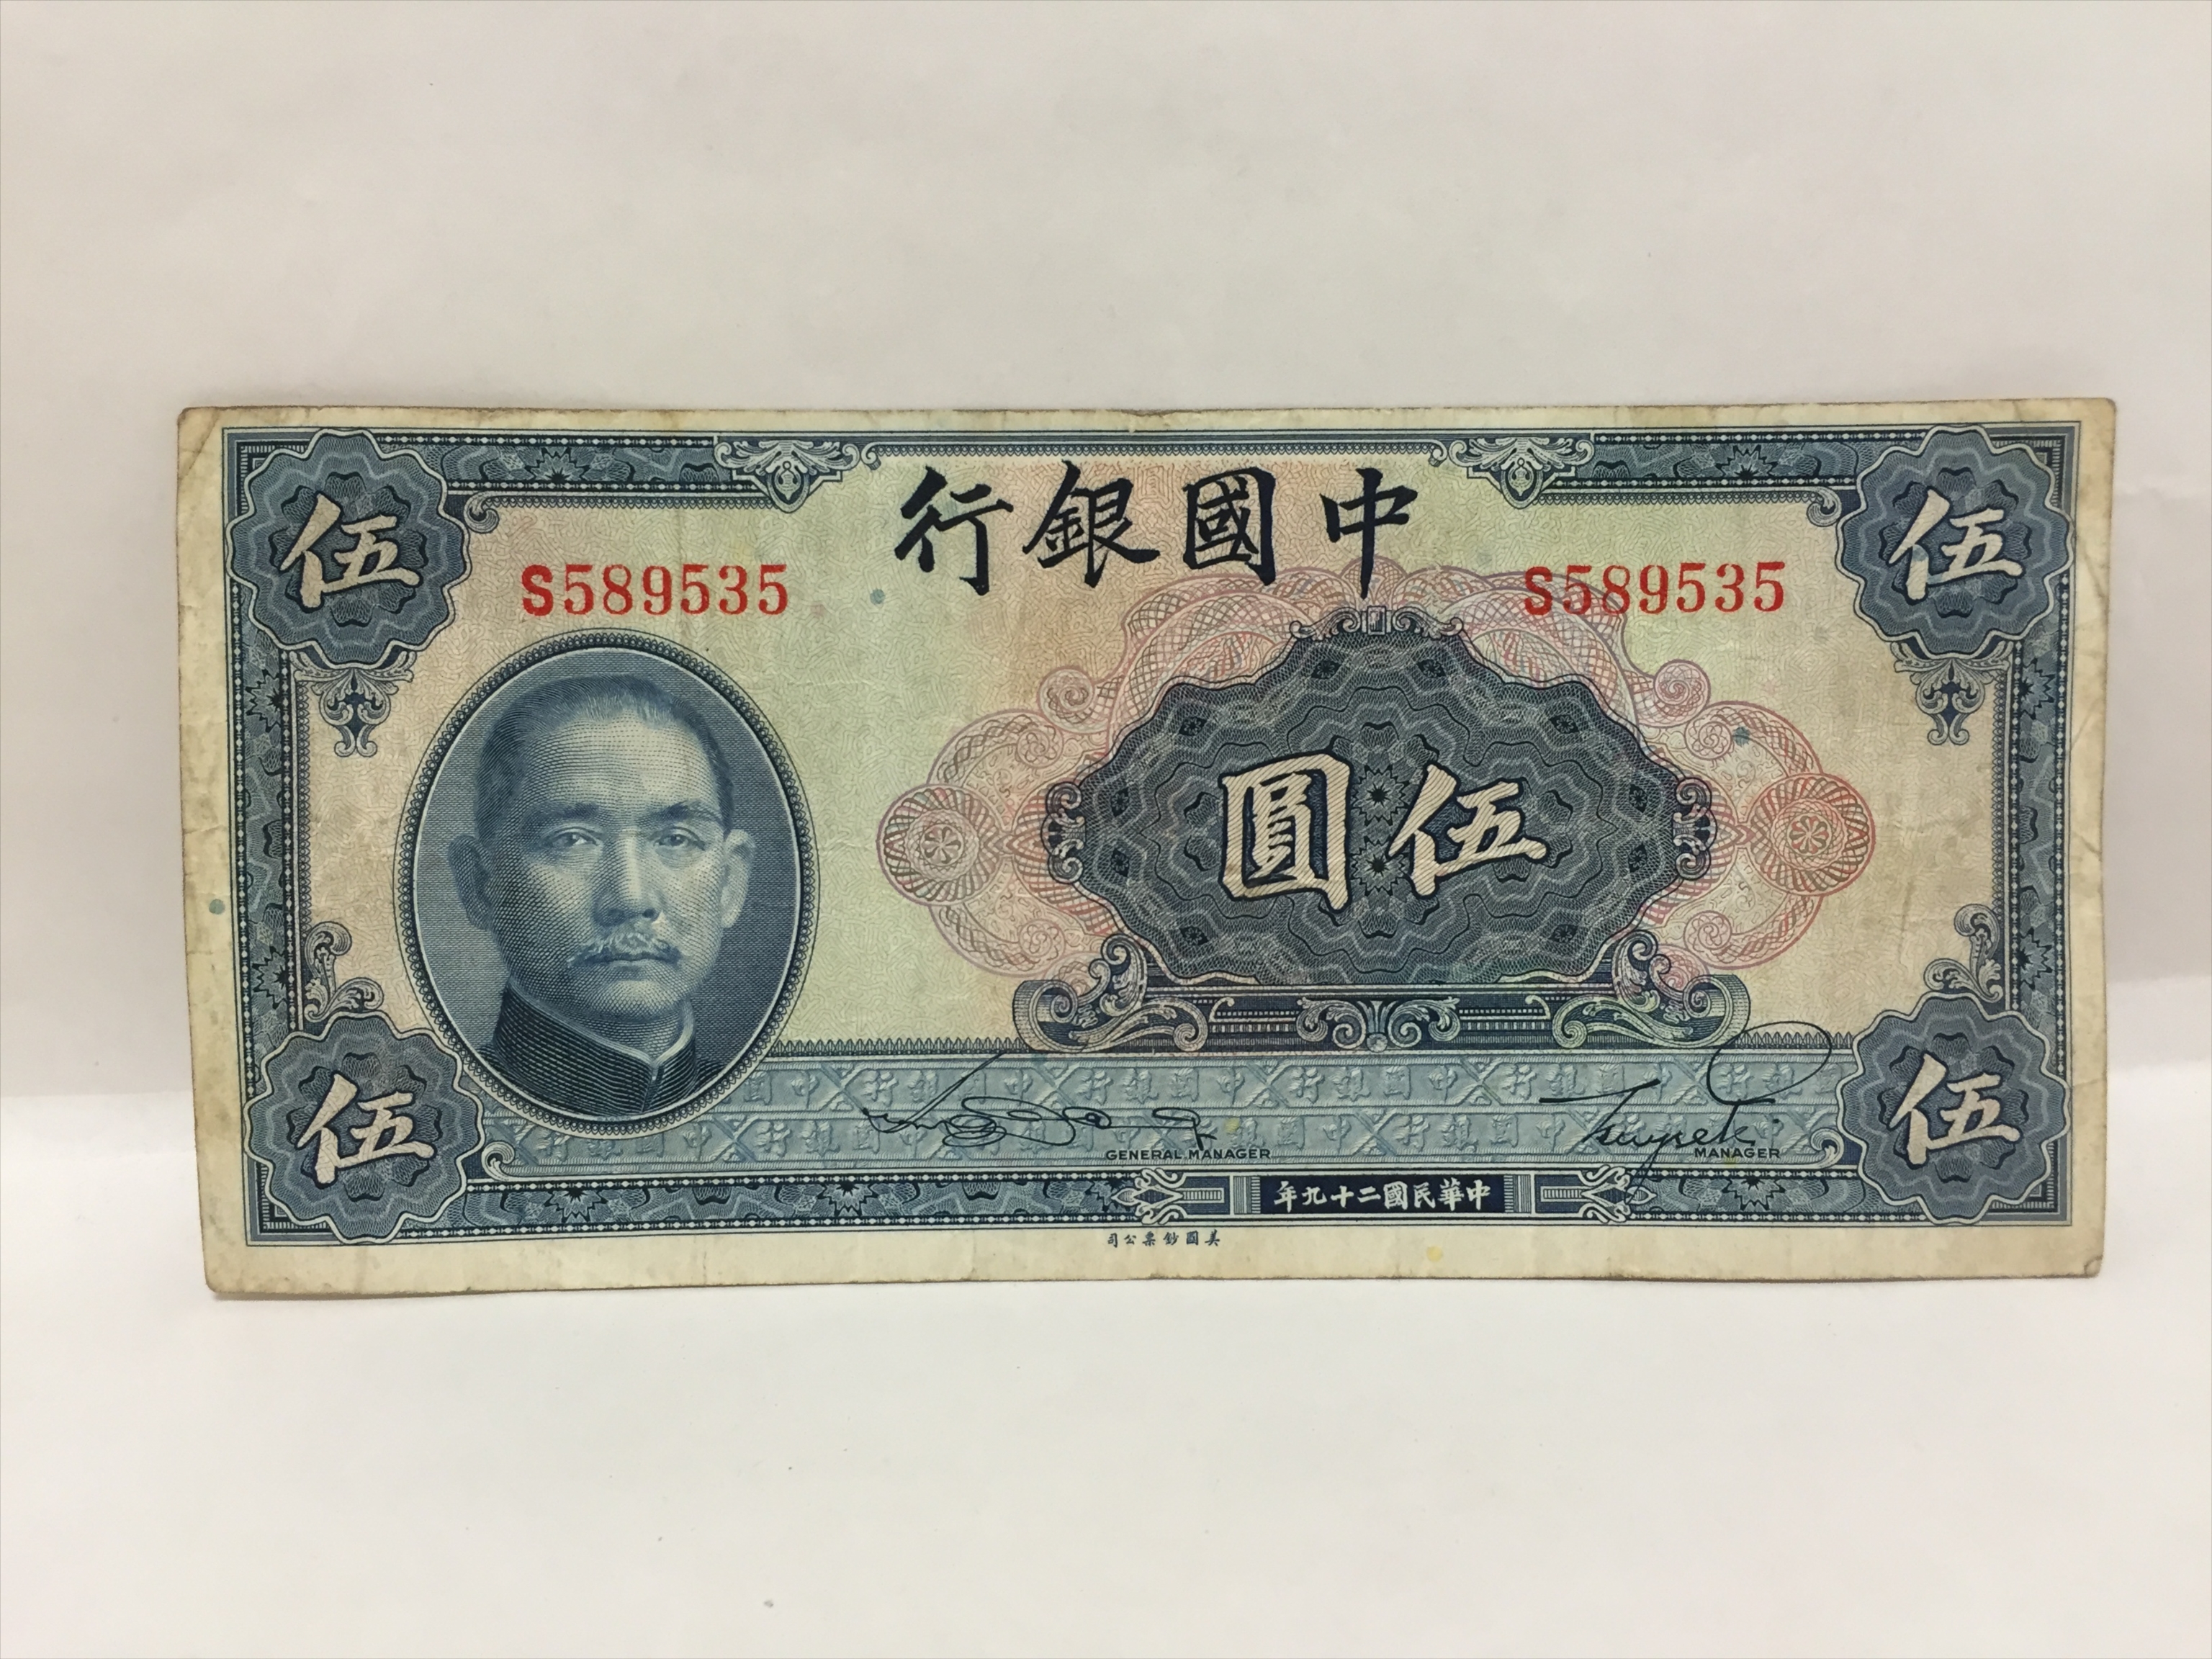 中國銀行
S589535
S589535
伍
伍
伍圓
伍
伍
GENERAL MANAGER
MANAGER
中華民國二十九年
美國鈔票公司